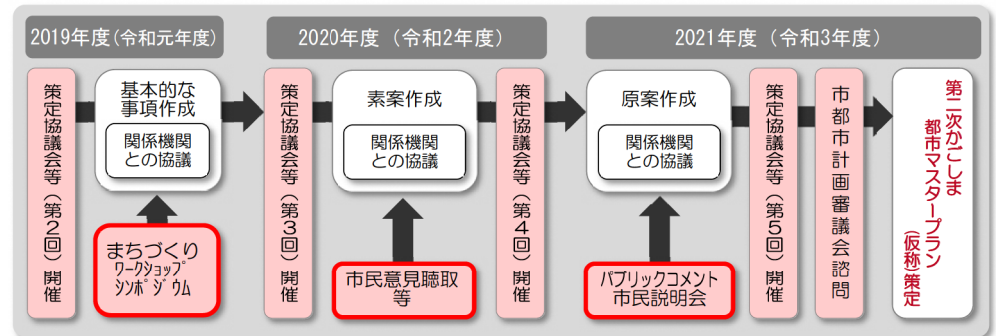 2019年度(令和元年度)
2020年度（令和2年度）
2021年度（令和3年度）
策定協議会等（第2回）開催
基本的な
事項作成
関係機関
との協議
まちづくり
ワークショップ
シンポジウム
策定協議会等（第3回）開催
素案作成
関係機関
との協議
市民意見聴取
等
策定協議会等（第4回）開催
原案作成
関係機関
との協議
パブリックコメント
市民説明会
策定協議会等（第5回）開催
市都市計画審議会諮問
第二次かごしま
都市マスタープラン
(仮称)策定